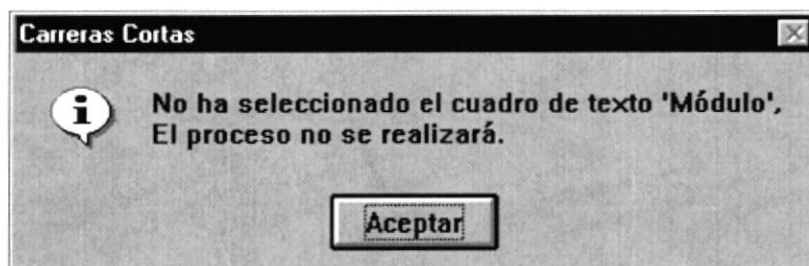 Carreras Cortas
No ha seleccionado el cuadro de texto 'Módulo',
El proceso no se realizará.
Aceptar